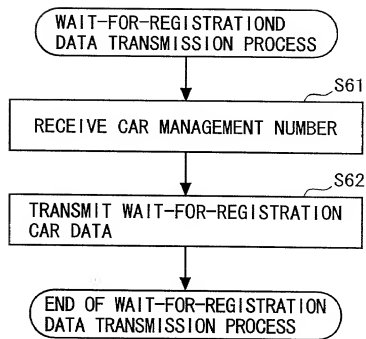 WAIT-FOR-REGISTRATIOND
DATA TRANSMISSION PROCESS
S61
RECEIVE CAR MANAGEMENT NUMBER
S62
TRANSMIT WAIT-FOR-REGISTRATION
CAR DATA
END OF WAIT-FOR-REGISTRATION
DATA TRANSMISSION PROCESS